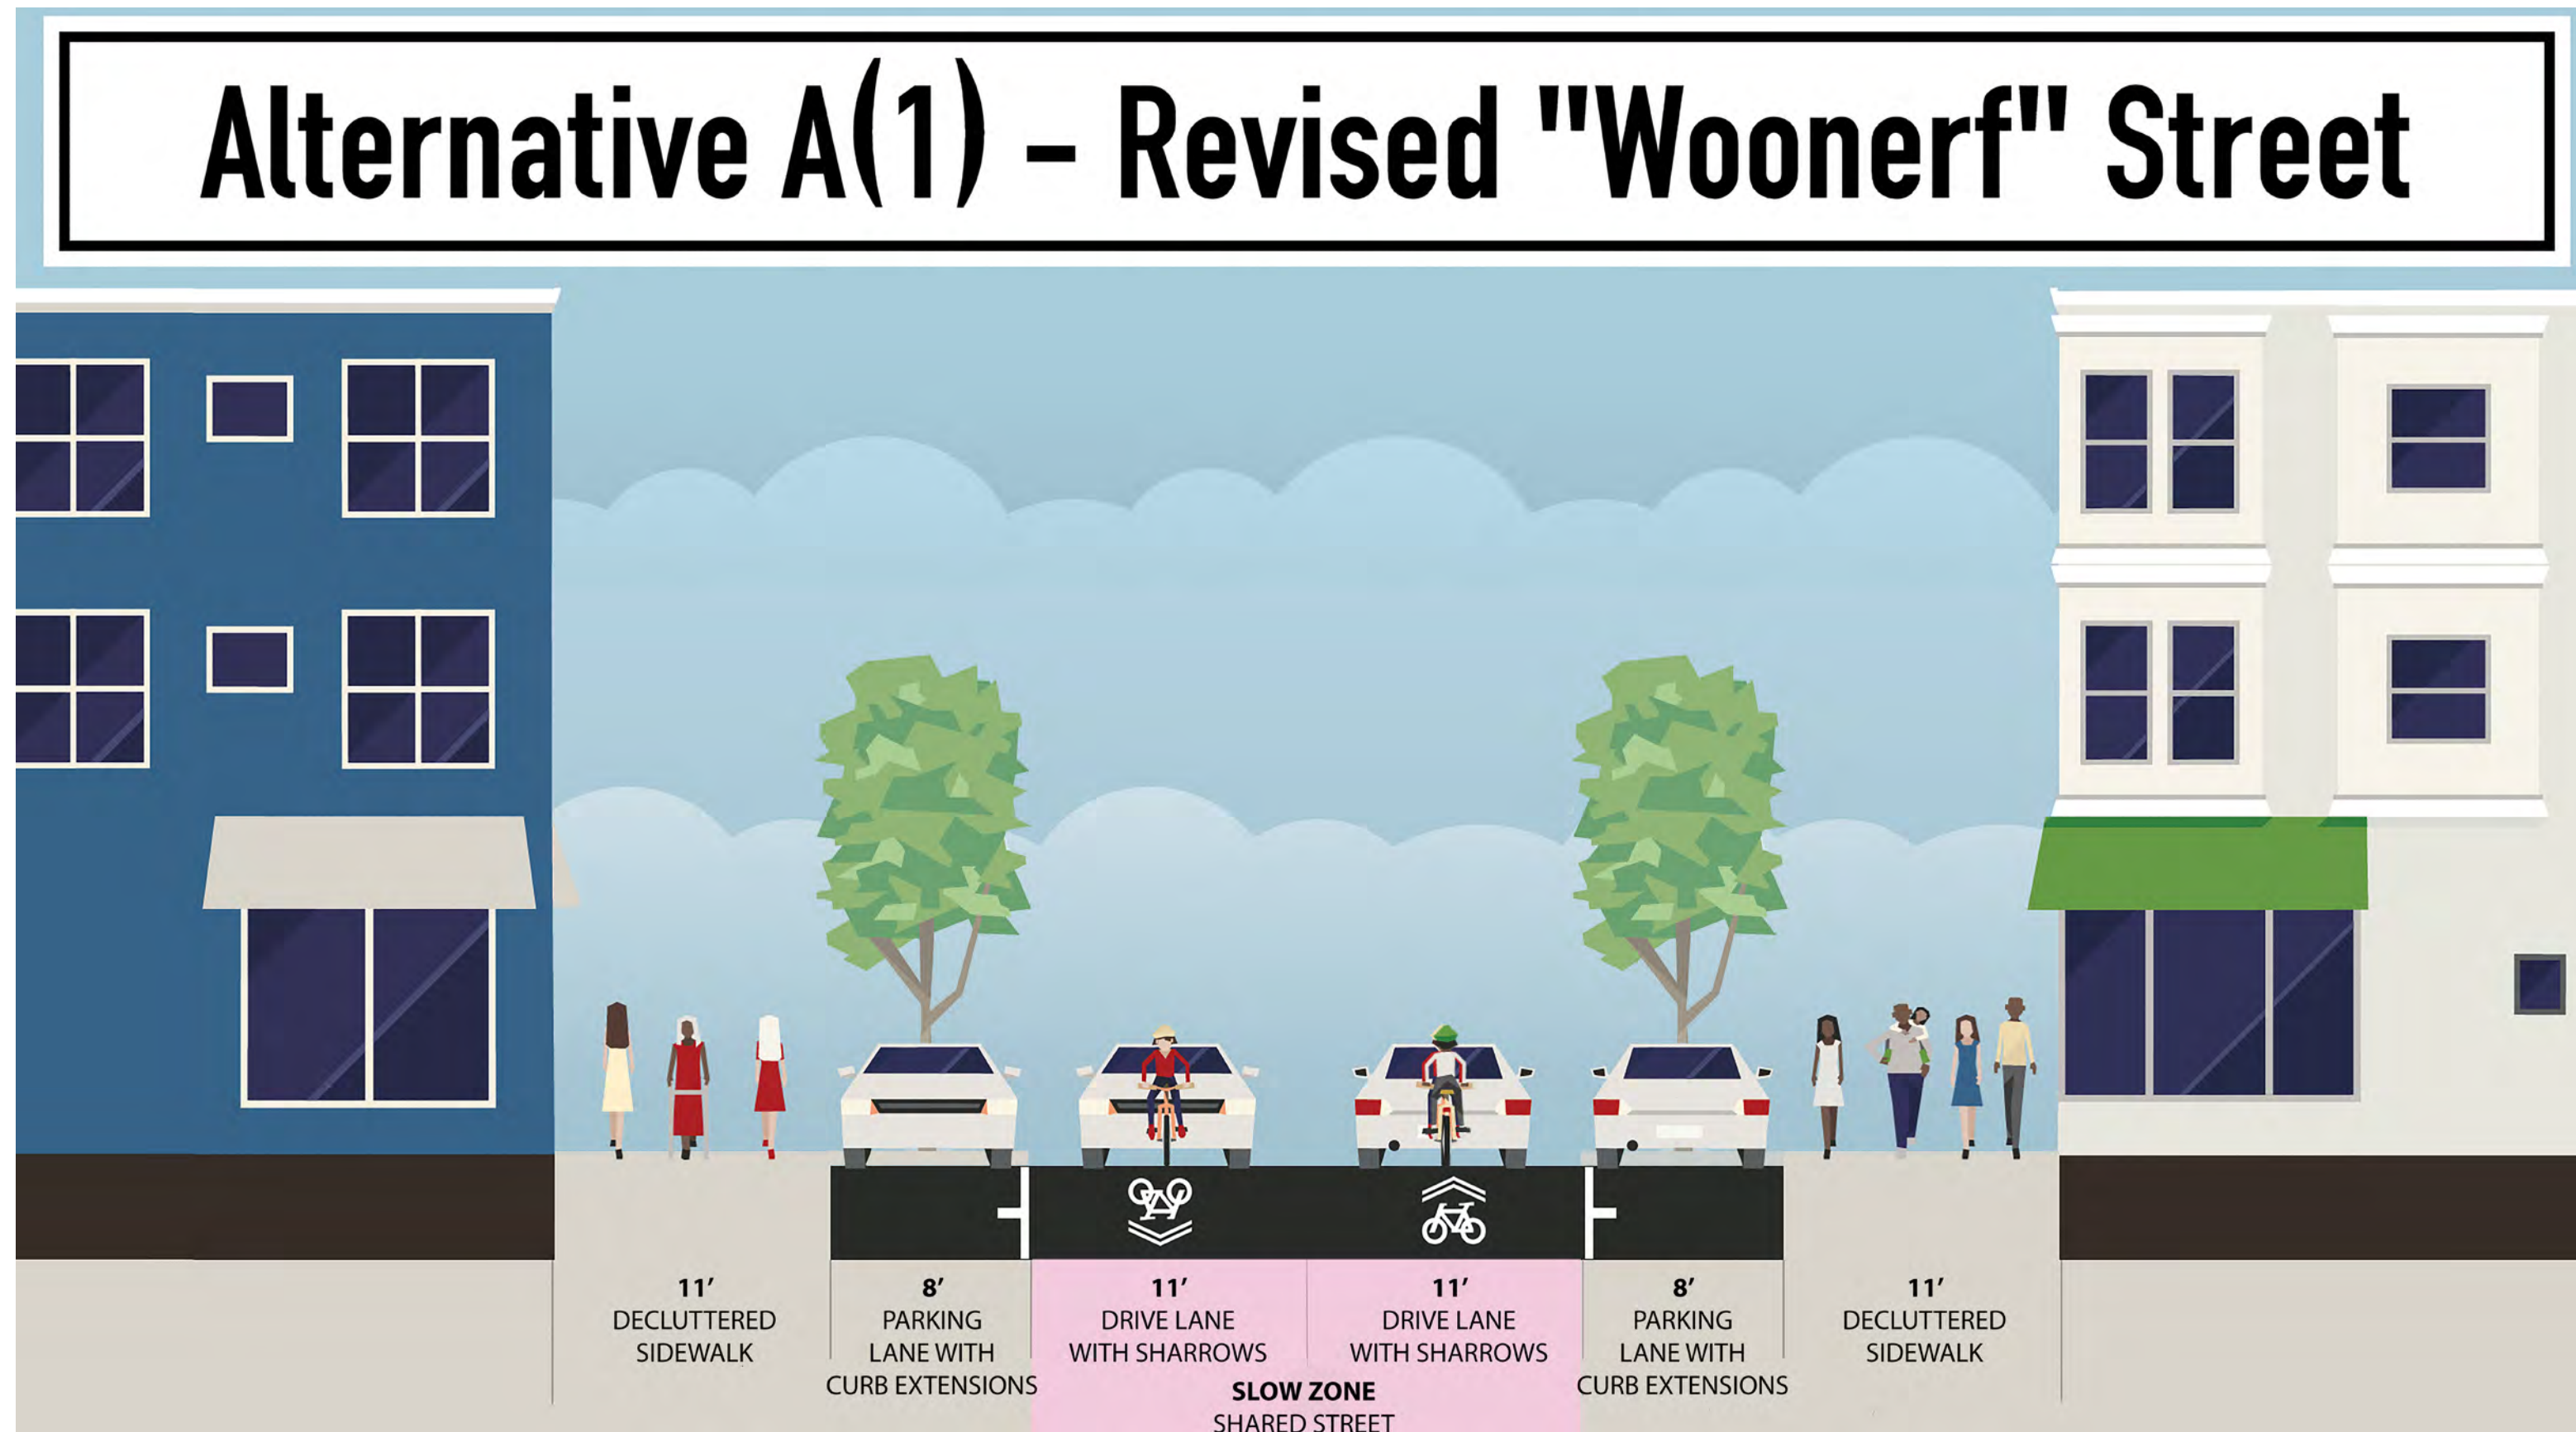 Alternative A(1) – Revised "Woonerf" Street
11′
DECLUTTERED
SIDEWALK
8′
PARKING
LANE WITH
CURB EXTENSIONS
11′
DRIVE LANE
WITH SHARROWS
11′
DRIVE LANE
WITH SHARROWS
SLOW ZONE
SHARED STREET
8′
PARKING
LANE WITH
CURB EXTENSIONS
11′
DECLUTTERED
SIDEWALK